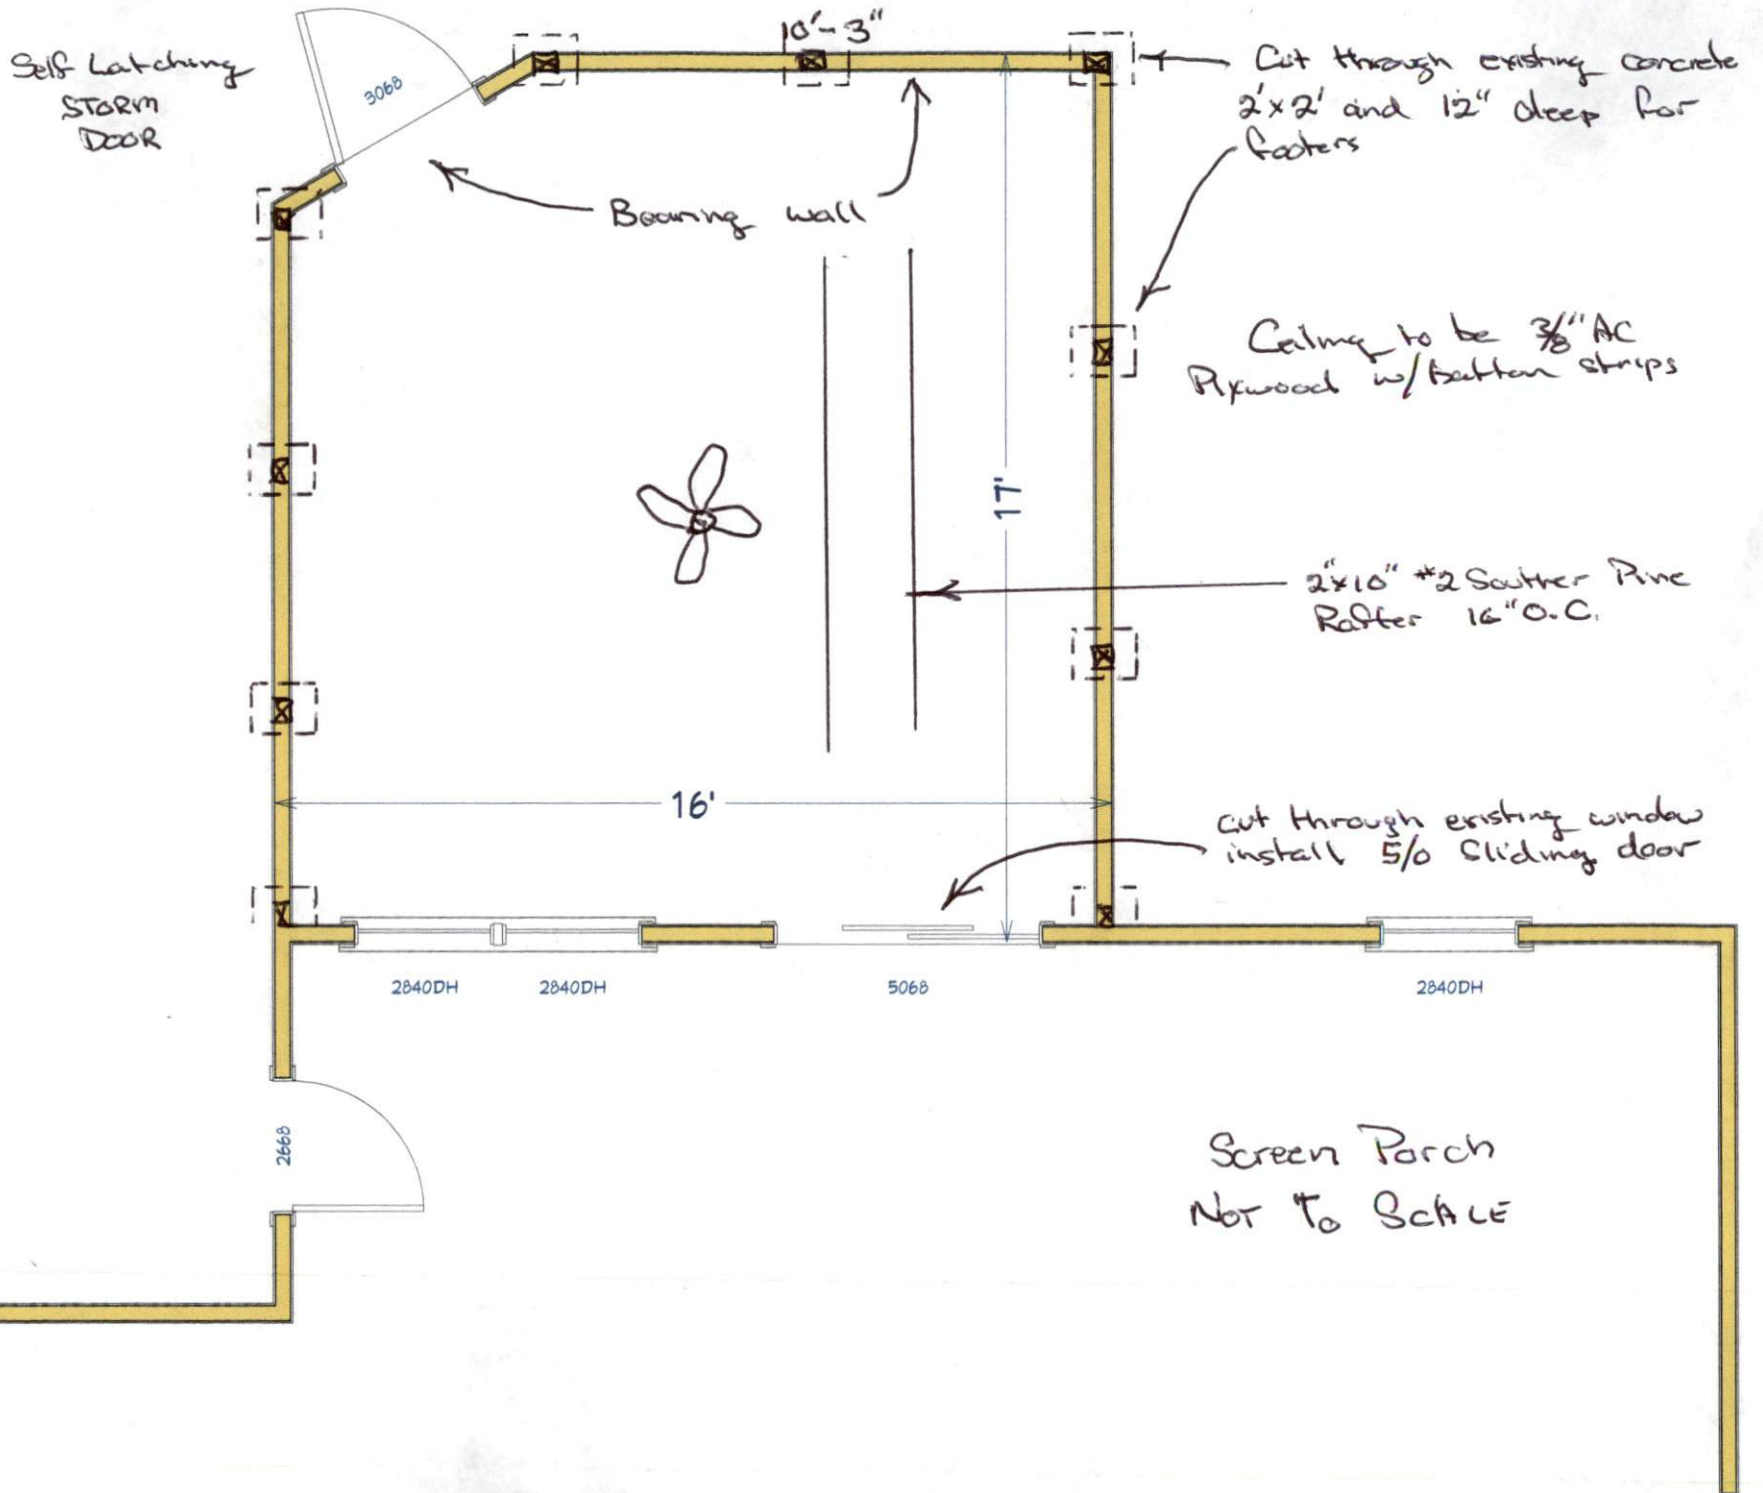 10'-3"
Self Latching
STORM
DOOR
3068
Cut through existing concrete
2'x2' and 12" deep for
footers
Bearing wall
Ceiling to be 3/8" AC
Plywood w/ batton strips
17'
2"x10" #2 Souther Pine
Rafter 16" O.C.
16'
cut through existing window
install 5/0 Sliding door
2840DH
2840DH
5068
2840DH
2668
Screen Porch
NOT To SCALE